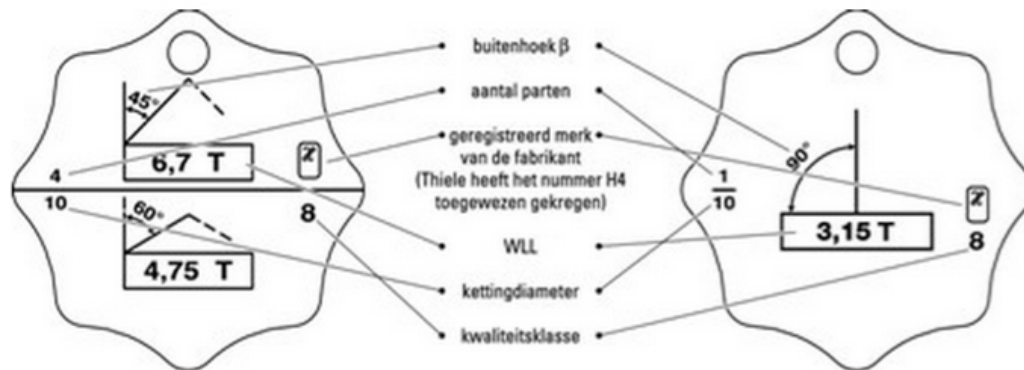 45°
6,7 T
4
10
60°
4,75 T
8
buitenhoek β
aantal parten
geregistreerd merk
van de fabrikant
(Thiele heeft het nummer H4
toegewezen gekregen)
WLL
kettingdiameter
kwaliteitsklasse
90°
1
10
3,15 T
8